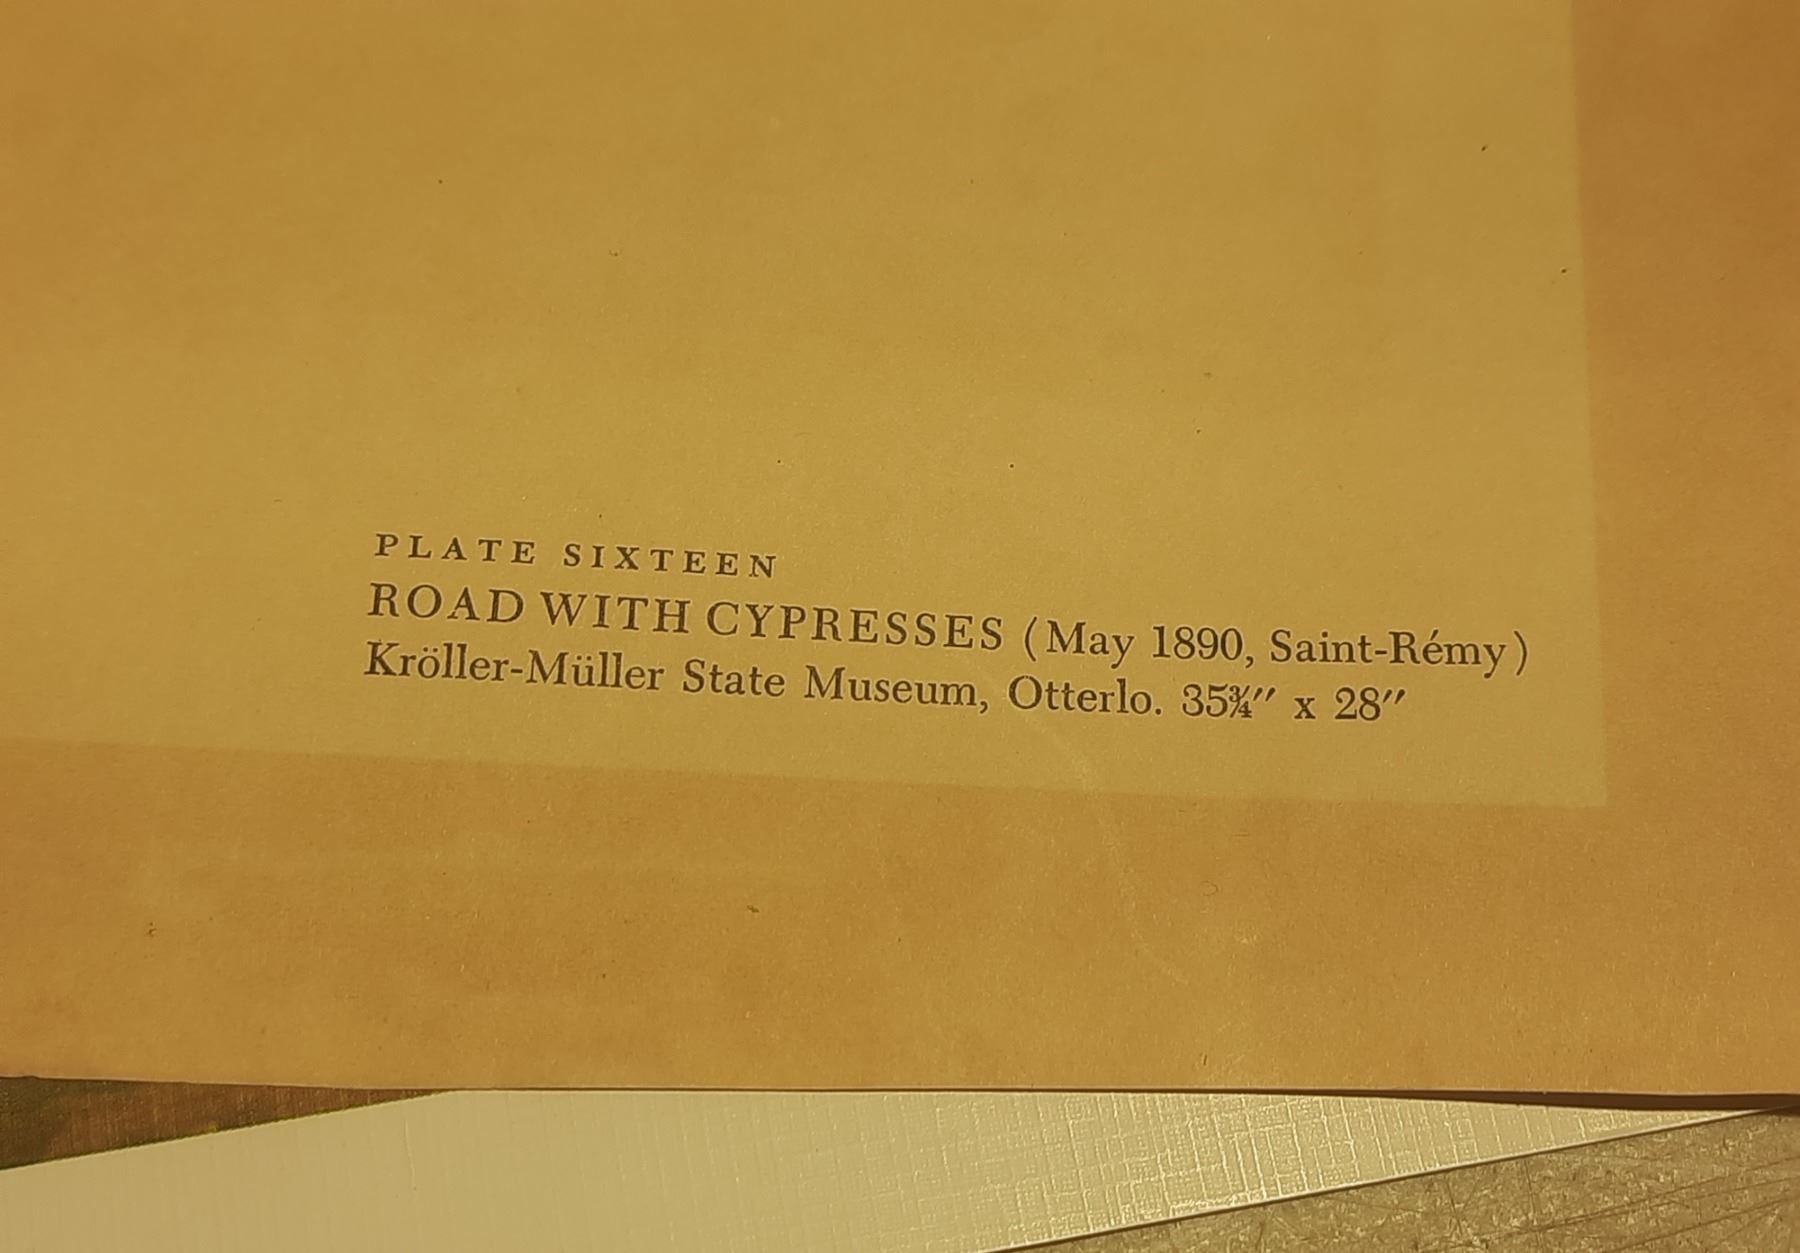 PLATE SIXTEEN
ROAD WITH CYPRESSES (May 1890, Saint-Rémy)
Kröller-Müller State Museum, Otterlo. 35¾″ x 28″